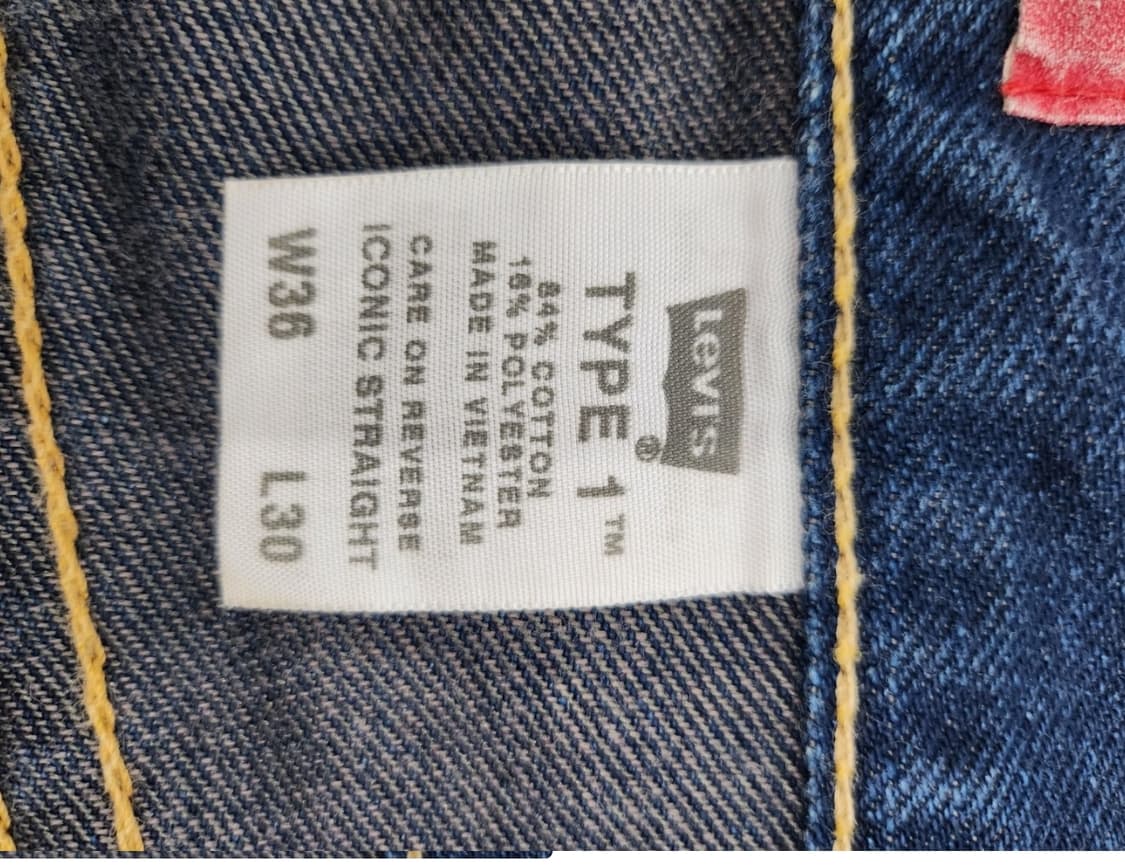 Levi's
®
TYPE 1™
84% COTTON
16% POLYESTER
MADE IN VIETNAM
CARE ON REVERSE
ICONIC STRAIGHT
W36 L30